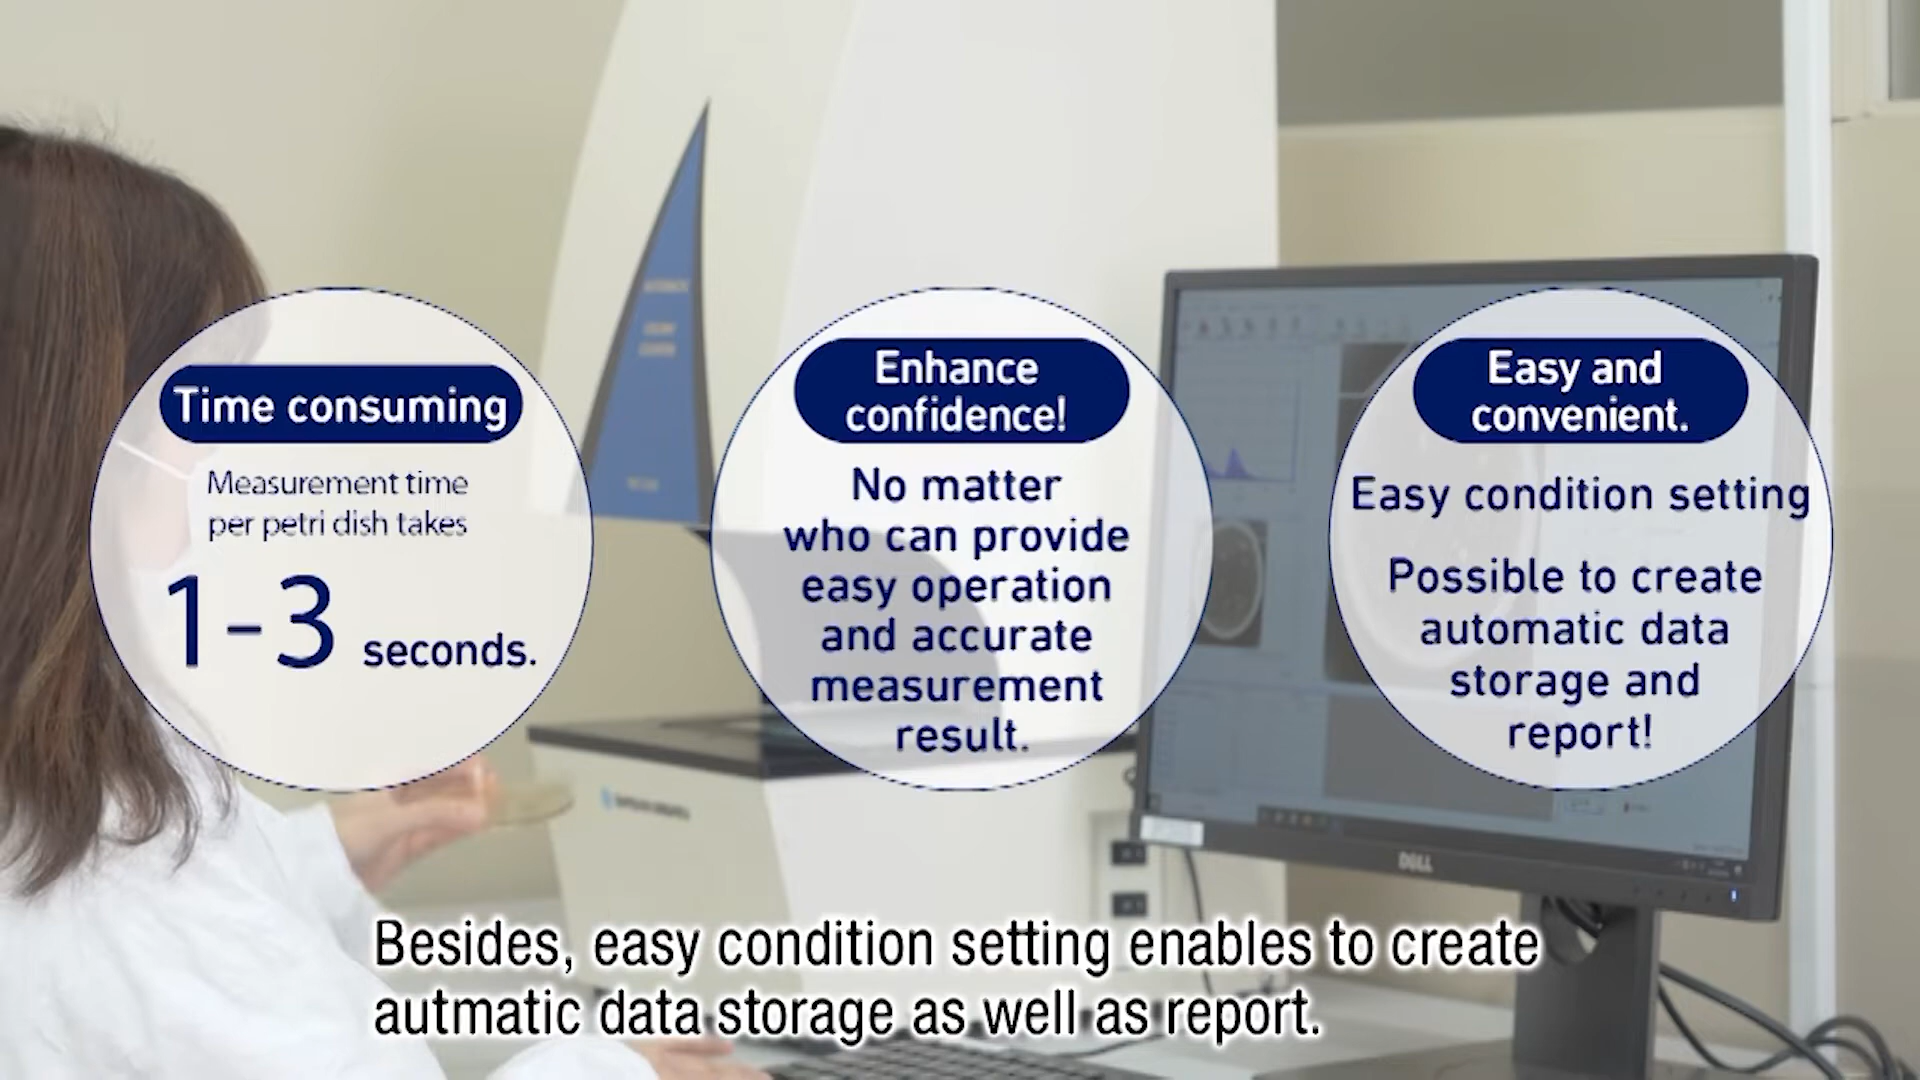 Time consuming
Measurement time
per petri dish takes
1-3 seconds.
Enhance
confidence!
No matter
who can provide
easy operation
and accurate
measurement
result.
Easy and
convenient.
Easy condition setting
Possible to create
automatic data
storage and
report!
DELL
Besides, easy condition setting enables to create
autmatic data storage as well as report.